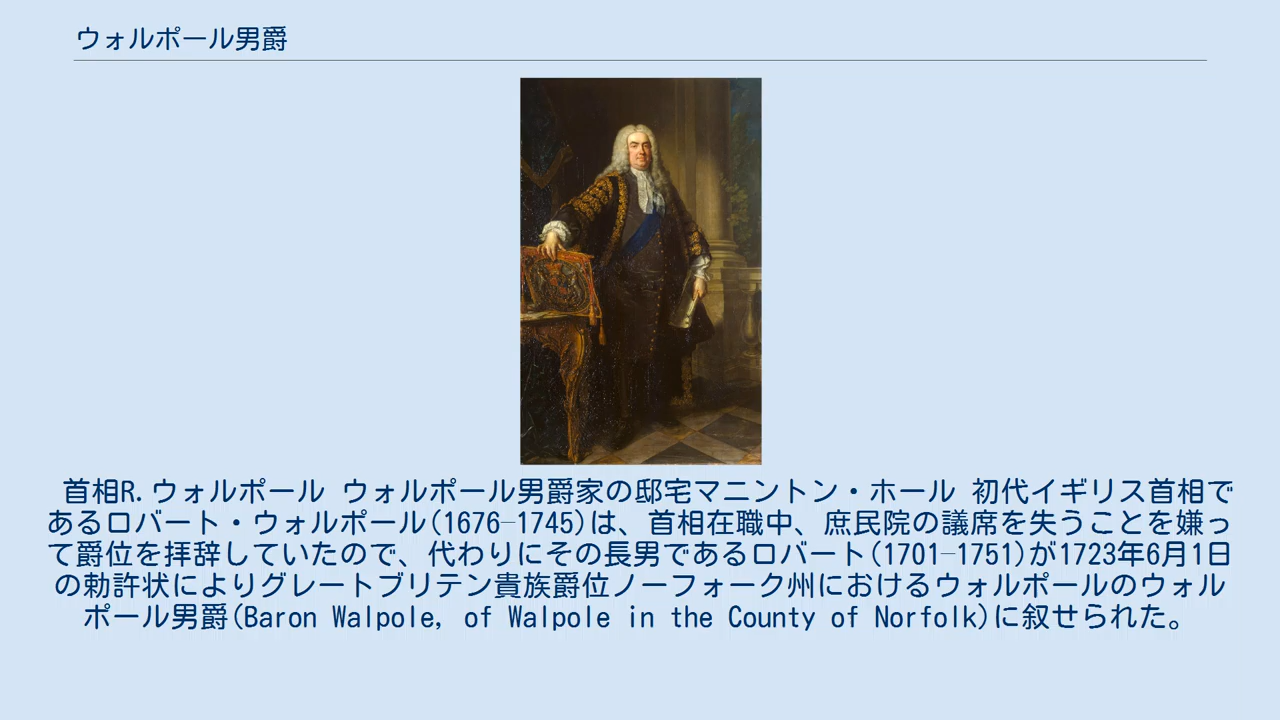 ウォルポール男爵
首相R.ウォルポール ウォルポール男爵家の邸宅マニントン・ホール 初代イギリス首相で
あるロバート・ウォルポール(1676–1745)は、首相在職中、庶民院の議席を失うことを嫌っ
て爵位を拝辞していたので、代わりにその長男であるロバート(1701–1751)が1723年6月1日
の勅許状によりグレートブリテン貴族爵位ノーフォーク州におけるウォルポールのウォル
ポール男爵(Baron Walpole, of Walpole in the County of Norfolk)に叙せられた。